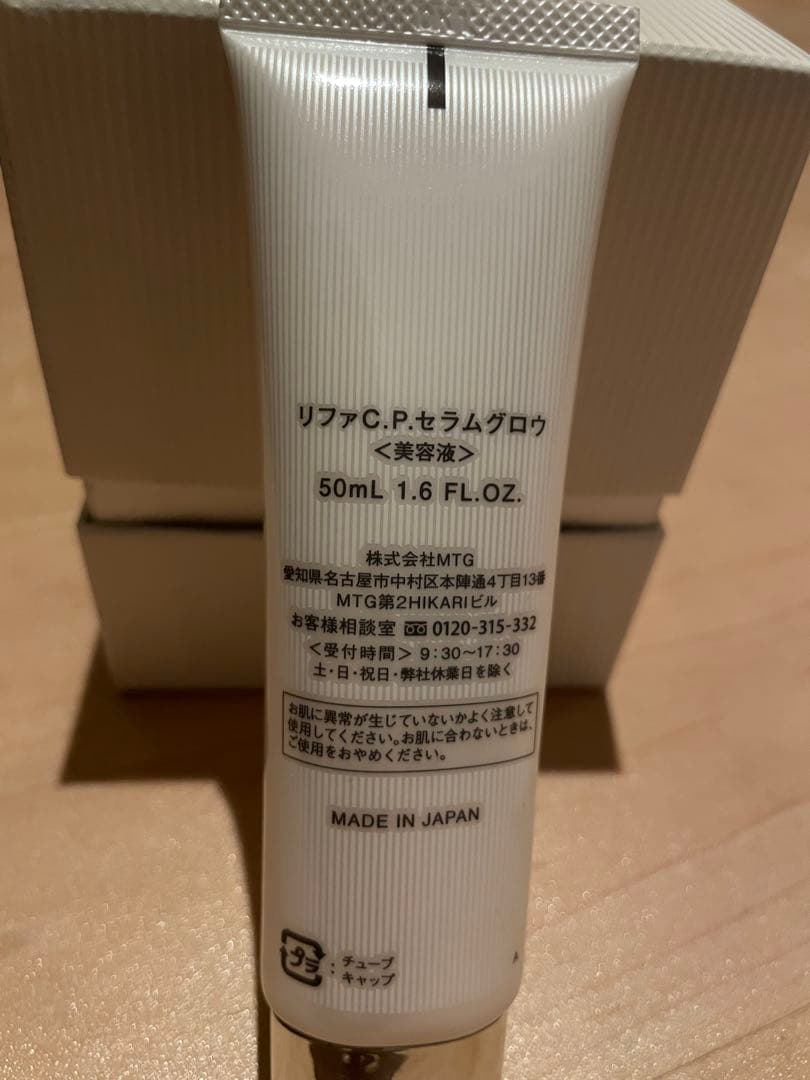 リファC.P.セラムグロウ
＜美容液＞
50mL 1.6 FL.OZ.
株式会社MTG
愛知県名古屋市中村区本陣通4丁目13番
MTG第2HIKARIビル
お客様相談室 0120-315-332
＜受付時間＞ 9：30～17：30
土・日・祝日・弊社休業日を除く
お肌に異常が生じていないかよく注意して
使用してください。お肌に合わないときは、
ご使用をおやめください。
MADE IN JAPAN
プラ：チューブ
キャップ
A